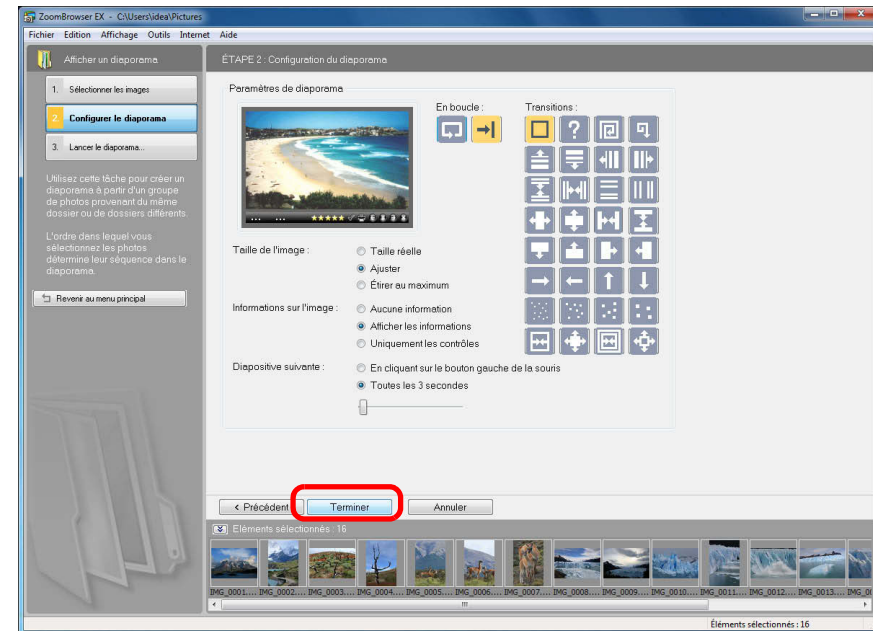 ZoomBrowser EX - C:\Users\idea\Pictures
Fichier Edition Affichage Outils Internet Aide
Afficher un diaporama
ÉTAPE 2 : Configuration du diaporama
1. Sélectionner les images
2. Configurer le diaporama
3. Lancer le diaporama...
Utilisez cette tâche pour créer un
diaporama à partir d'un groupe
de photos provenant du même
dossier ou de dossiers différents.
L'ordre dans lequel vous
sélectionnez les photos
détermine leur séquence dans le
diaporama.
Revenir au menu principal
Paramètres de diaporama
En boucle :
Transitions :
Taille de l'image :
Taille réelle
Ajuster
Étirer au maximum
Informations sur l'image :
Aucune information
Afficher les informations
Uniquement les contrôles
Diapositive suivante :
En cliquant sur le bouton gauche de la souris
Toutes les 3 secondes
< Précédent
Terminer
Annuler
Eléments sélectionnés : 16
IMG_0001.... IMG_0002.... IMG_0003.... IMG_0004.... IMG_0005.... IMG_0006.... IMG_0007.... IMG_0008.... IMG_0009.... IMG_0010.... IMG_0011.... IMG_0012.... IMG_0013....
Éléments sélectionnés : 16